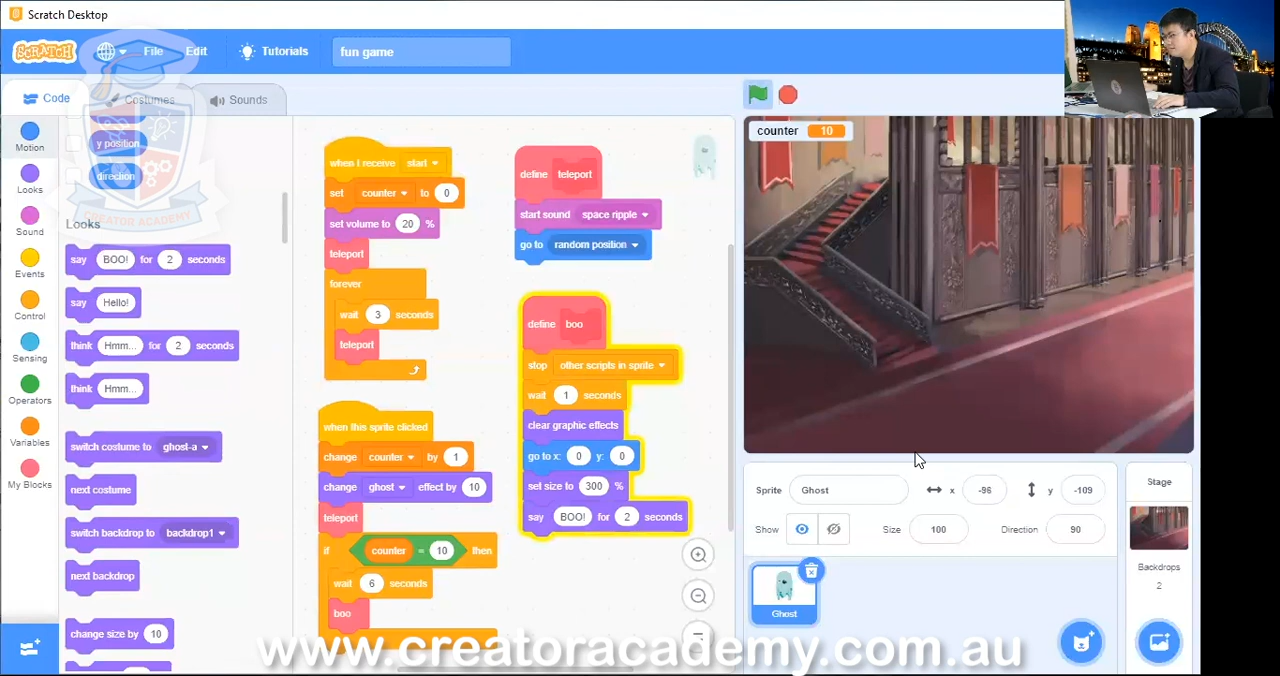 Scratch Desktop
SCRATCH File Edit Tutorials fun game
Code Costumes Sounds
Motion
Looks
Sound
Events
Control
Sensing
Operators
Variables
My Blocks
y position
direction
CREATOR ACADEMY
Looks
say BOO! for 2 seconds
say Hello!
think Hmm... for 2 seconds
think Hmm...
switch costume to ghost-a
next costume
switch backdrop to backdrop1
next backdrop
change size by 10
when I receive start
set counter to 0
set volume to 20 %
teleport
forever
wait 3 seconds
teleport
when this sprite clicked
change counter by 1
change ghost effect by 10
teleport
if counter = 10 then
wait 6 seconds
boo
define teleport
start sound space ripple
go to random position
define boo
stop other scripts in sprite
wait 1 seconds
clear graphic effects
go to x: 0 y: 0
set size to 300 %
say BOO! for 2 seconds
counter 10
Sprite Ghost x -96 y -109
Show Size 100 Direction 90
Ghost
Stage
Backdrops
2
www.creatoracademy.com.au